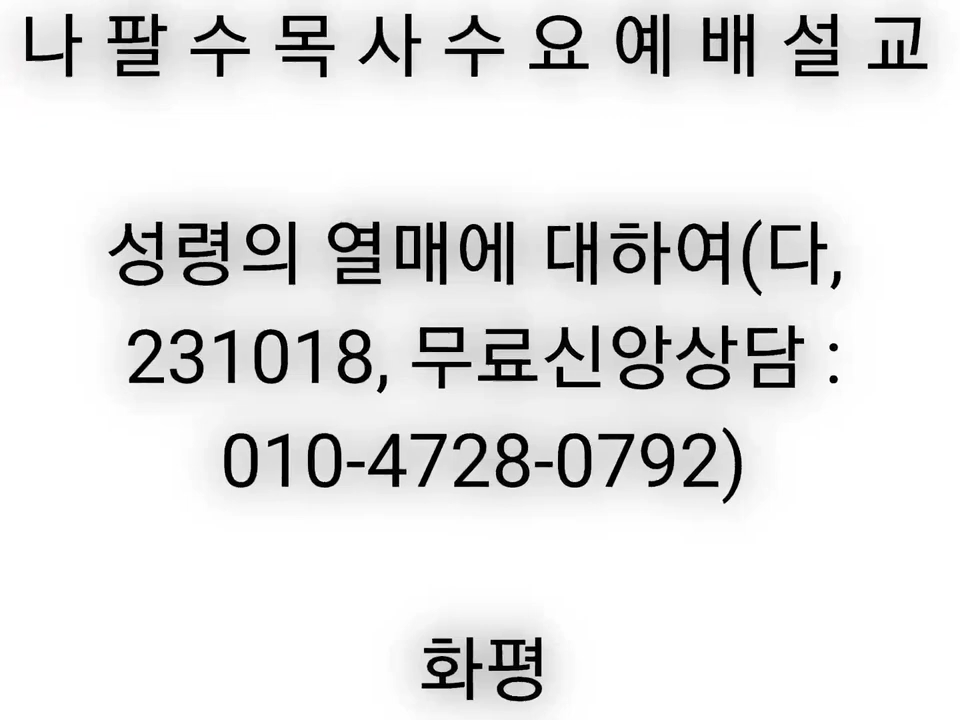 나 팔 수 목 사 수 요 예 배 설 교
성령의 열매에 대하여(다,
231018, 무료신앙상담 :
010-4728-0792)
화평